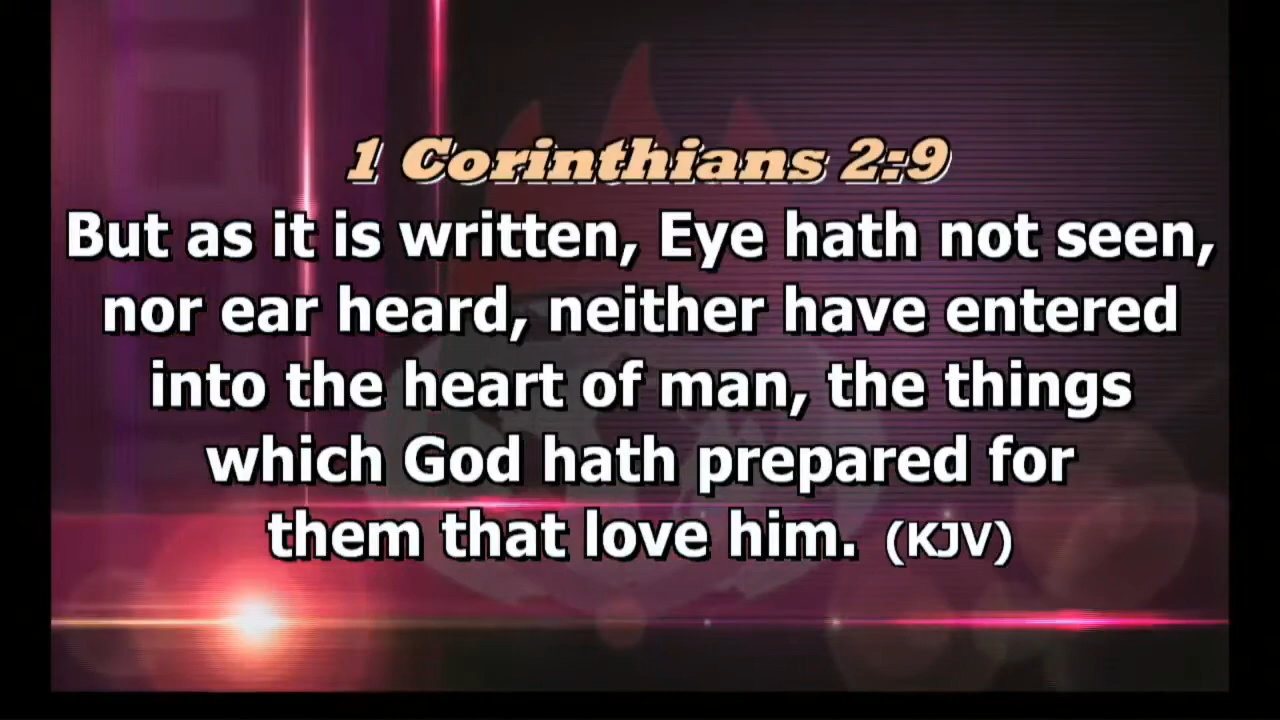 1 Corinthians 2:9
But as it is written, Eye hath not seen,
nor ear heard, neither have entered
into the heart of man, the things
which God hath prepared for
them that love him. (KJV)